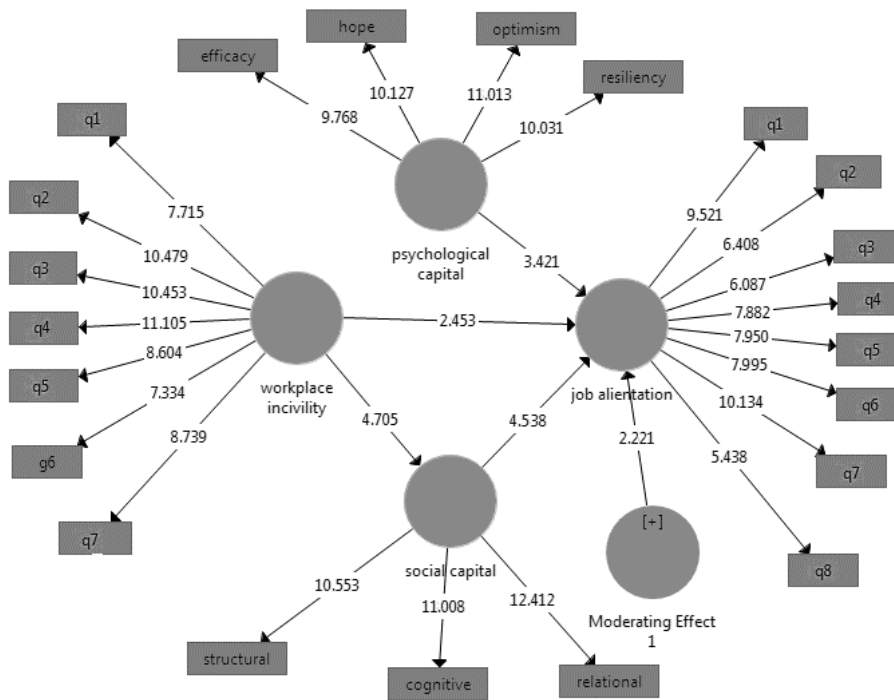 hope
optimism
efficacy
resiliency
10.127
11.013
9.768
10.031
q1
q1
7.715
9.521
q2
q2
6.408
10.479
psychological
capital
3.421
q3
6.087
q3
10.453
q4
7.882
q4
11.105
2.453
7.950
q5
8.604
q5
7.995
7.334
workplace
incivility
job alientation
q6
10.134
4.705
4.538
8.739
2.221
5.438
g6
q7
[+]
q7
social capital
q8
10.553
11.008
12.412
Moderating Effect
1
structural
cognitive
relational